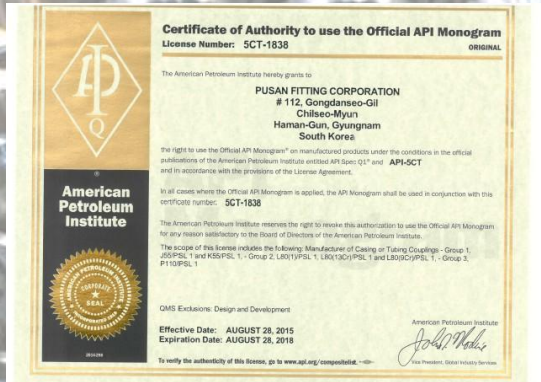 Certificate of Authority to use the Official API Monogram
License Number: 5CT-1838
ORIGINAL
The American Petroleum Institute hereby grants to
PUSAN FITTING CORPORATION
# 112, Gongdanseo-Gil
Chilseo-Myun
Haman-Gun, Gyungnam
South Korea
the right to use the Official API Monogram® on manufactured products under the conditions in the official
publications of the American Petroleum Institute entitled API Spec Q1® and API-5CT
and in accordance with the provisions of the License Agreement.
American
Petroleum
Institute
In all cases where the Official API Monogram is applied, the API Monogram shall be used in conjunction with this
certificate number: 5CT-1838
The American Petroleum Institute reserves the right to revoke this authorization to use the Official API Monogram
for any reason satisfactory to the Board of Directors of the American Petroleum Institute.
The scope of this license includes the following: Manufacturer of Casing or Tubing Couplings - Group 1,
J55/PSL 1 and K55/PSL 1, - Group 2, L80(1)/PSL 1, L80(13Cr)/PSL 1 and L80(9Cr)/PSL 1, - Group 3,
P110/PSL 1
AMERICAN PETROLEUM INSTITUTE
CORPORATE
SEAL
QMS Exclusions: Design and Development
American Petroleum Institute
Effective Date: AUGUST 28, 2015
Expiration Date: AUGUST 28, 2018
To verify the authenticity of this license, go to www.api.org/compositelist.
Vice President, Global Industry Services